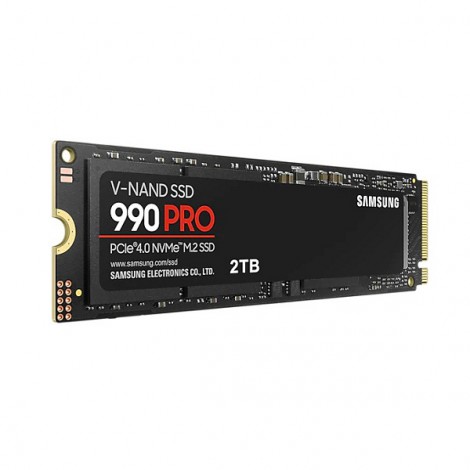 V-NAND SSD
990 PRO
PCIe®4.0 NVMe™ M.2 SSD
www.samsung.com/ssd
SAMSUNG ELECTRONICS CO., LTD.
2TB
SAMSUNG